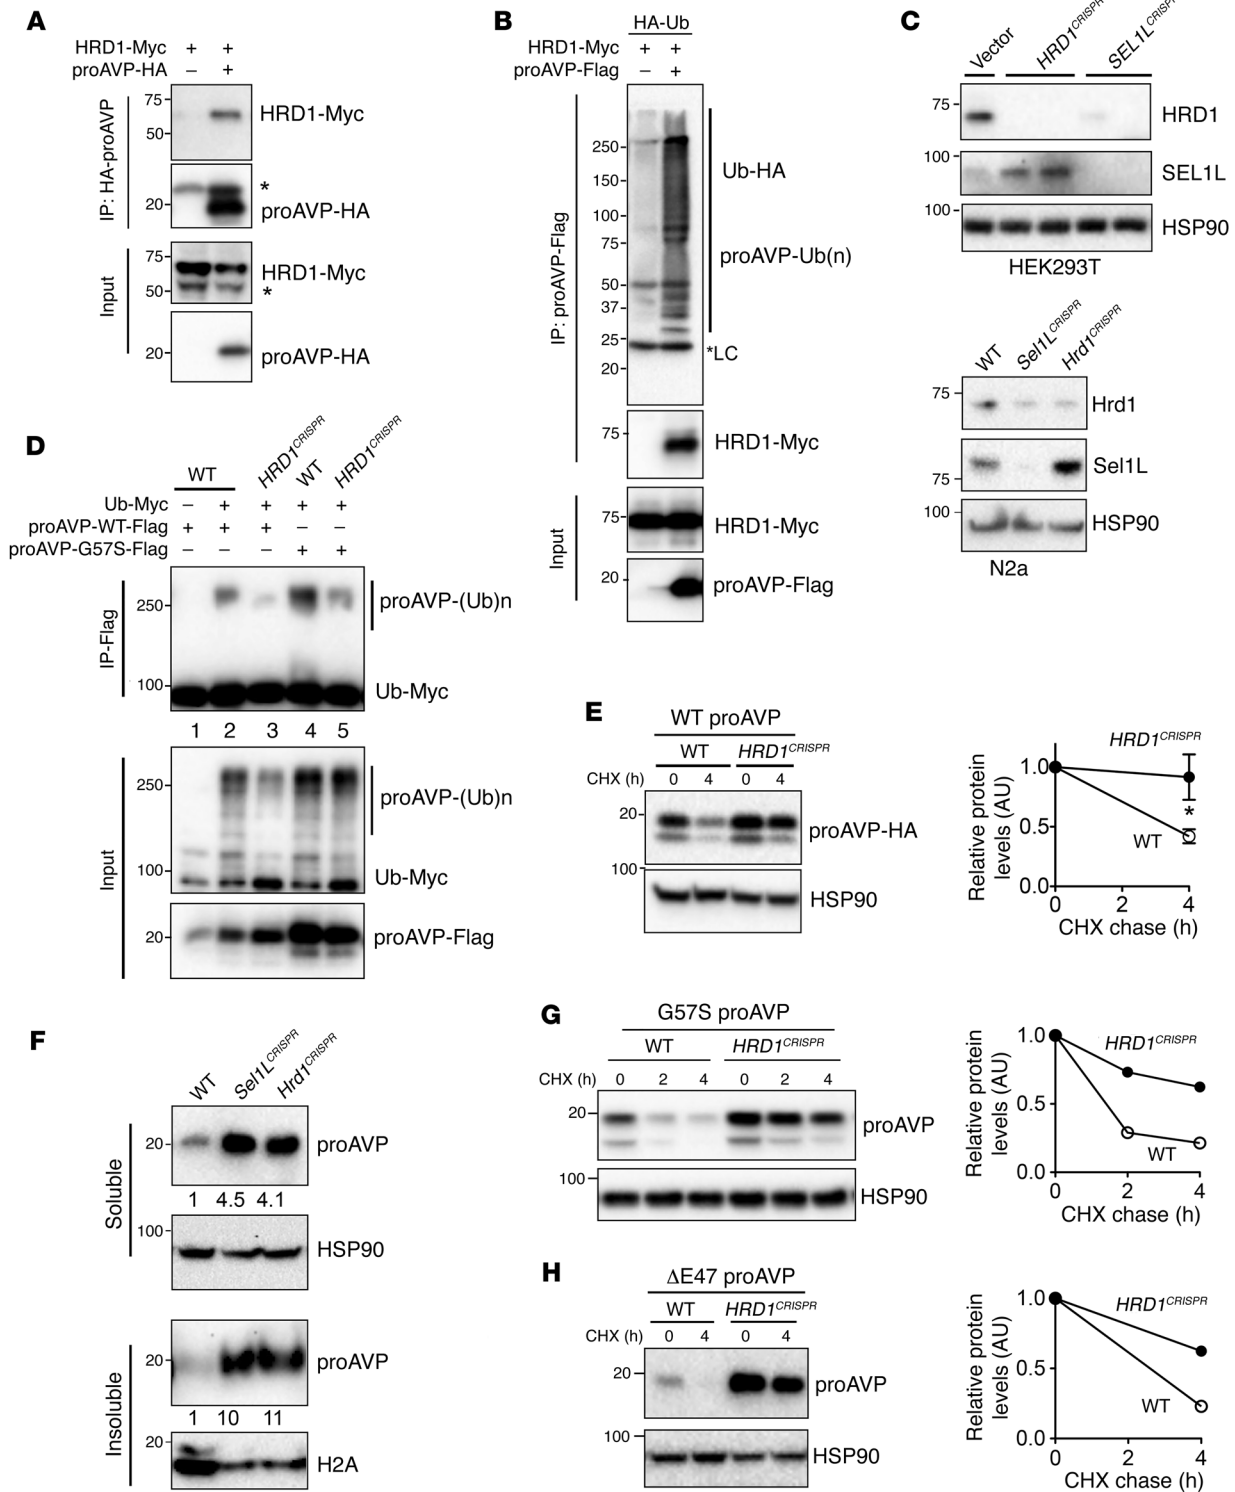 A
HRD1-Myc + +
proAVP-HA – +
IP: HA-proAVP
75
50
HRD1-Myc
*
20
proAVP-HA
Input
75
50
HRD1-Myc
*
20
proAVP-HA
B
HA-Ub
HRD1-Myc + +
proAVP-Flag – +
IP: proAVP-Flag
250
150
100
75
50
37
25
20
Ub-HA
proAVP-Ub(n)
*LC
75
HRD1-Myc
Input
75
HRD1-Myc
20
proAVP-Flag
C
Vector
HRD1CRISPR
SEL1LCRISPR
75
HRD1
100
SEL1L
100
HSP90
HEK293T
WT
Sel1LCRISPR
Hrd1CRISPR
75
Hrd1
75
Sel1L
100
HSP90
N2a
D
WT
HRD1CRISPR
WT
HRD1CRISPR
Ub-Myc – + + + +
proAVP-WT-Flag + + + – –
proAVP-G57S-Flag – – – + +
IP-Flag
250
100
proAVP-(Ub)n
Ub-Myc
1 2 3 4 5
Input
250
100
proAVP-(Ub)n
Ub-Myc
20
proAVP-Flag
E
WT proAVP
WT HRD1CRISPR
CHX (h) 0 4 0 4
20
proAVP-HA
100
HSP90
Relative protein
levels (AU)
1.0
0.5
0.0
HRD1CRISPR
*
WT
0 2 4
CHX chase (h)
F
WT
Sel1LCRISPR
Hrd1CRISPR
Soluble
20
proAVP
1 4.5 4.1
100
HSP90
Insoluble
20
proAVP
1 10 11
20
H2A
G
G57S proAVP
WT HRD1CRISPR
CHX (h) 0 2 4 0 2 4
20
proAVP
100
HSP90
Relative protein
levels (AU)
1.0
0.5
0.0
HRD1CRISPR
WT
0 2 4
CHX chase (h)
H
ΔE47 proAVP
WT HRD1CRISPR
CHX (h) 0 4 0 4
20
proAVP
100
HSP90
Relative protein
levels (AU)
1.0
0.5
0.0
HRD1CRISPR
WT
0 2 4
CHX chase (h)